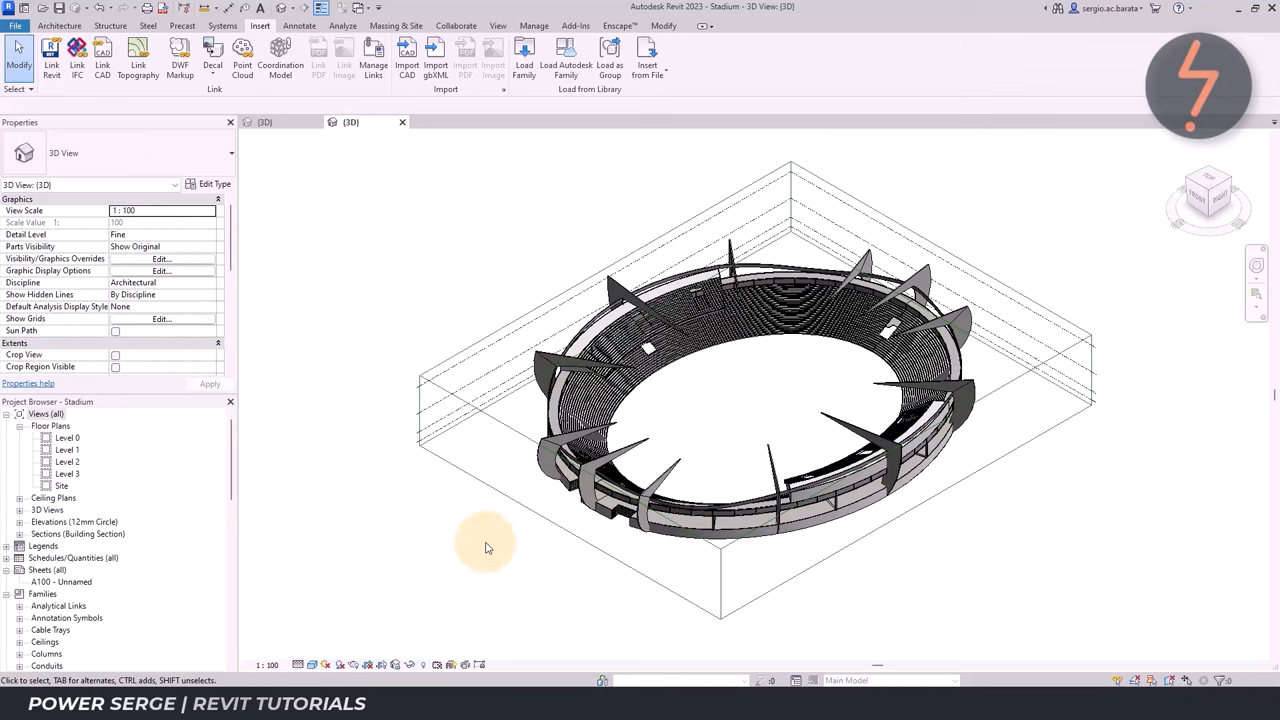 Autodesk Revit 2023 - Stadium - 3D View: {3D}
sergio.ac.barata
File Architecture Structure Steel Precast Systems Insert Annotate Analyze Massing & Site Collaborate View Manage Add-Ins Enscape™ Modify
Modify
Link Revit
Link IFC
Link CAD
Link Topography
DWF Markup
Decal
Point Cloud
Coordination Model
Link PDF
Link Image
Manage Links
Import CAD
Import gbXML
Import PDF
Import Image
Load Family
Load Autodesk Family
Load as Group
Insert from File
Select
Link
Import
Load from Library
Properties
{3D}
{3D}
3D View
3D View: {3D}
Edit Type
Graphics
View Scale 1 : 100
Scale Value 1: 100
Detail Level Fine
Parts Visibility Show Original
Visibility/Graphics Overrides Edit...
Graphic Display Options Edit...
Discipline Architectural
Show Hidden Lines By Discipline
Default Analysis Display Style None
Show Grids Edit...
Sun Path
Extents
Crop View
Crop Region Visible
Properties help
Apply
TOP
FRONT
RIGHT
Project Browser - Stadium
Views (all)
Floor Plans
Level 0
Level 1
Level 2
Level 3
Site
Ceiling Plans
3D Views
Elevations (12mm Circle)
Sections (Building Section)
Legends
Schedules/Quantities (all)
Sheets (all)
A100 - Unnamed
Families
Analytical Links
Annotation Symbols
Cable Trays
Ceilings
Columns
Conduits
1 : 100
Click to select, TAB for alternates, CTRL adds, SHIFT unselects.
:0
Main Model
:0
POWER SERGE | REVIT TUTORIALS